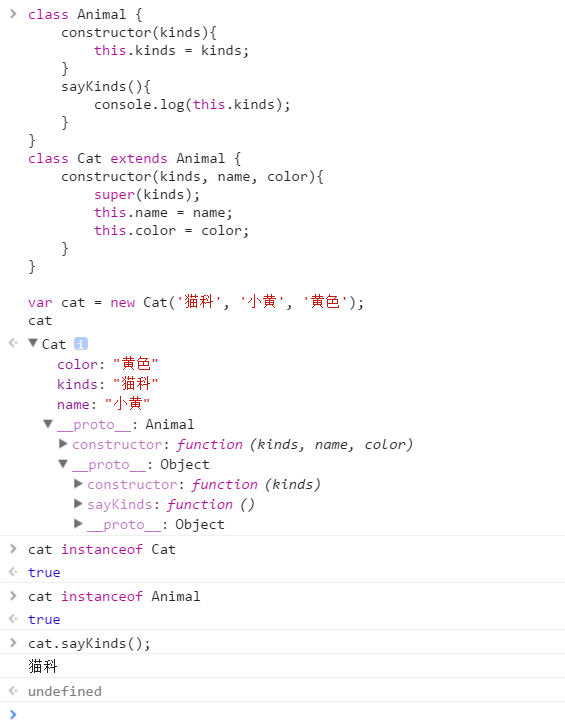 class Animal {
    constructor(kinds){
        this.kinds = kinds;
    }
    sayKinds(){
        console.log(this.kinds);
    }
}
class Cat extends Animal {
    constructor(kinds, name, color){
        super(kinds);
        this.name = name;
        this.color = color;
    }
}

var cat = new Cat('猫科', '小黄', '黄色');
cat
Cat i
color: "黄色"
kinds: "猫科"
name: "小黄"
__proto__: Animal
constructor: function (kinds, name, color)
__proto__: Object
constructor: function (kinds)
sayKinds: function ()
__proto__: Object
cat instanceof Cat
true
cat instanceof Animal
true
cat.sayKinds();
猫科
undefined